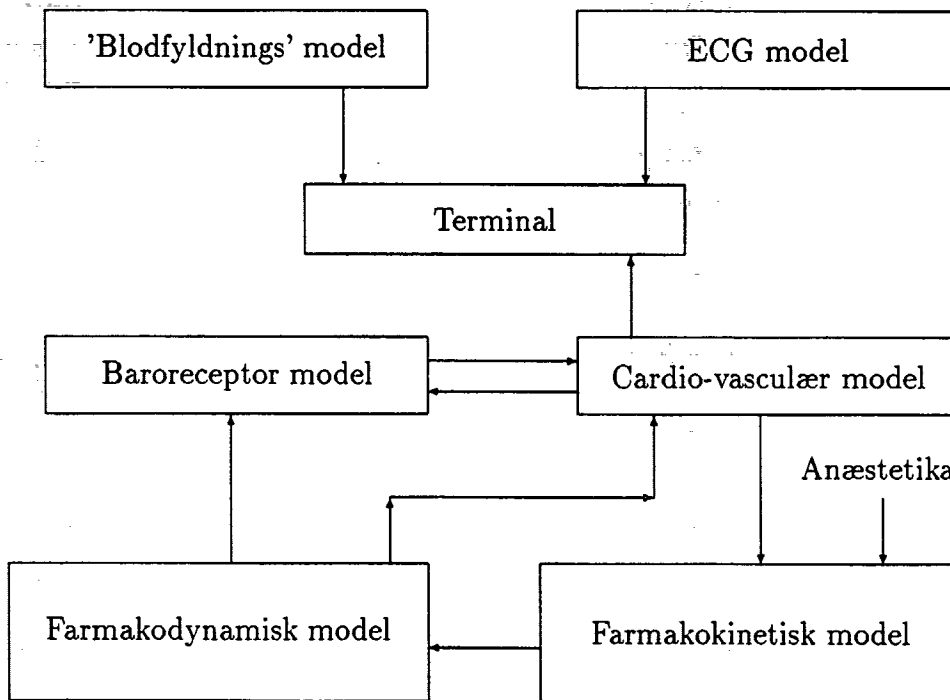 'Blodfyldnings' model
ECG model
Terminal
Baroreceptor model
Cardio-vasculær model
Anæstetika
Farmakodynamisk model
Farmakokinetisk model